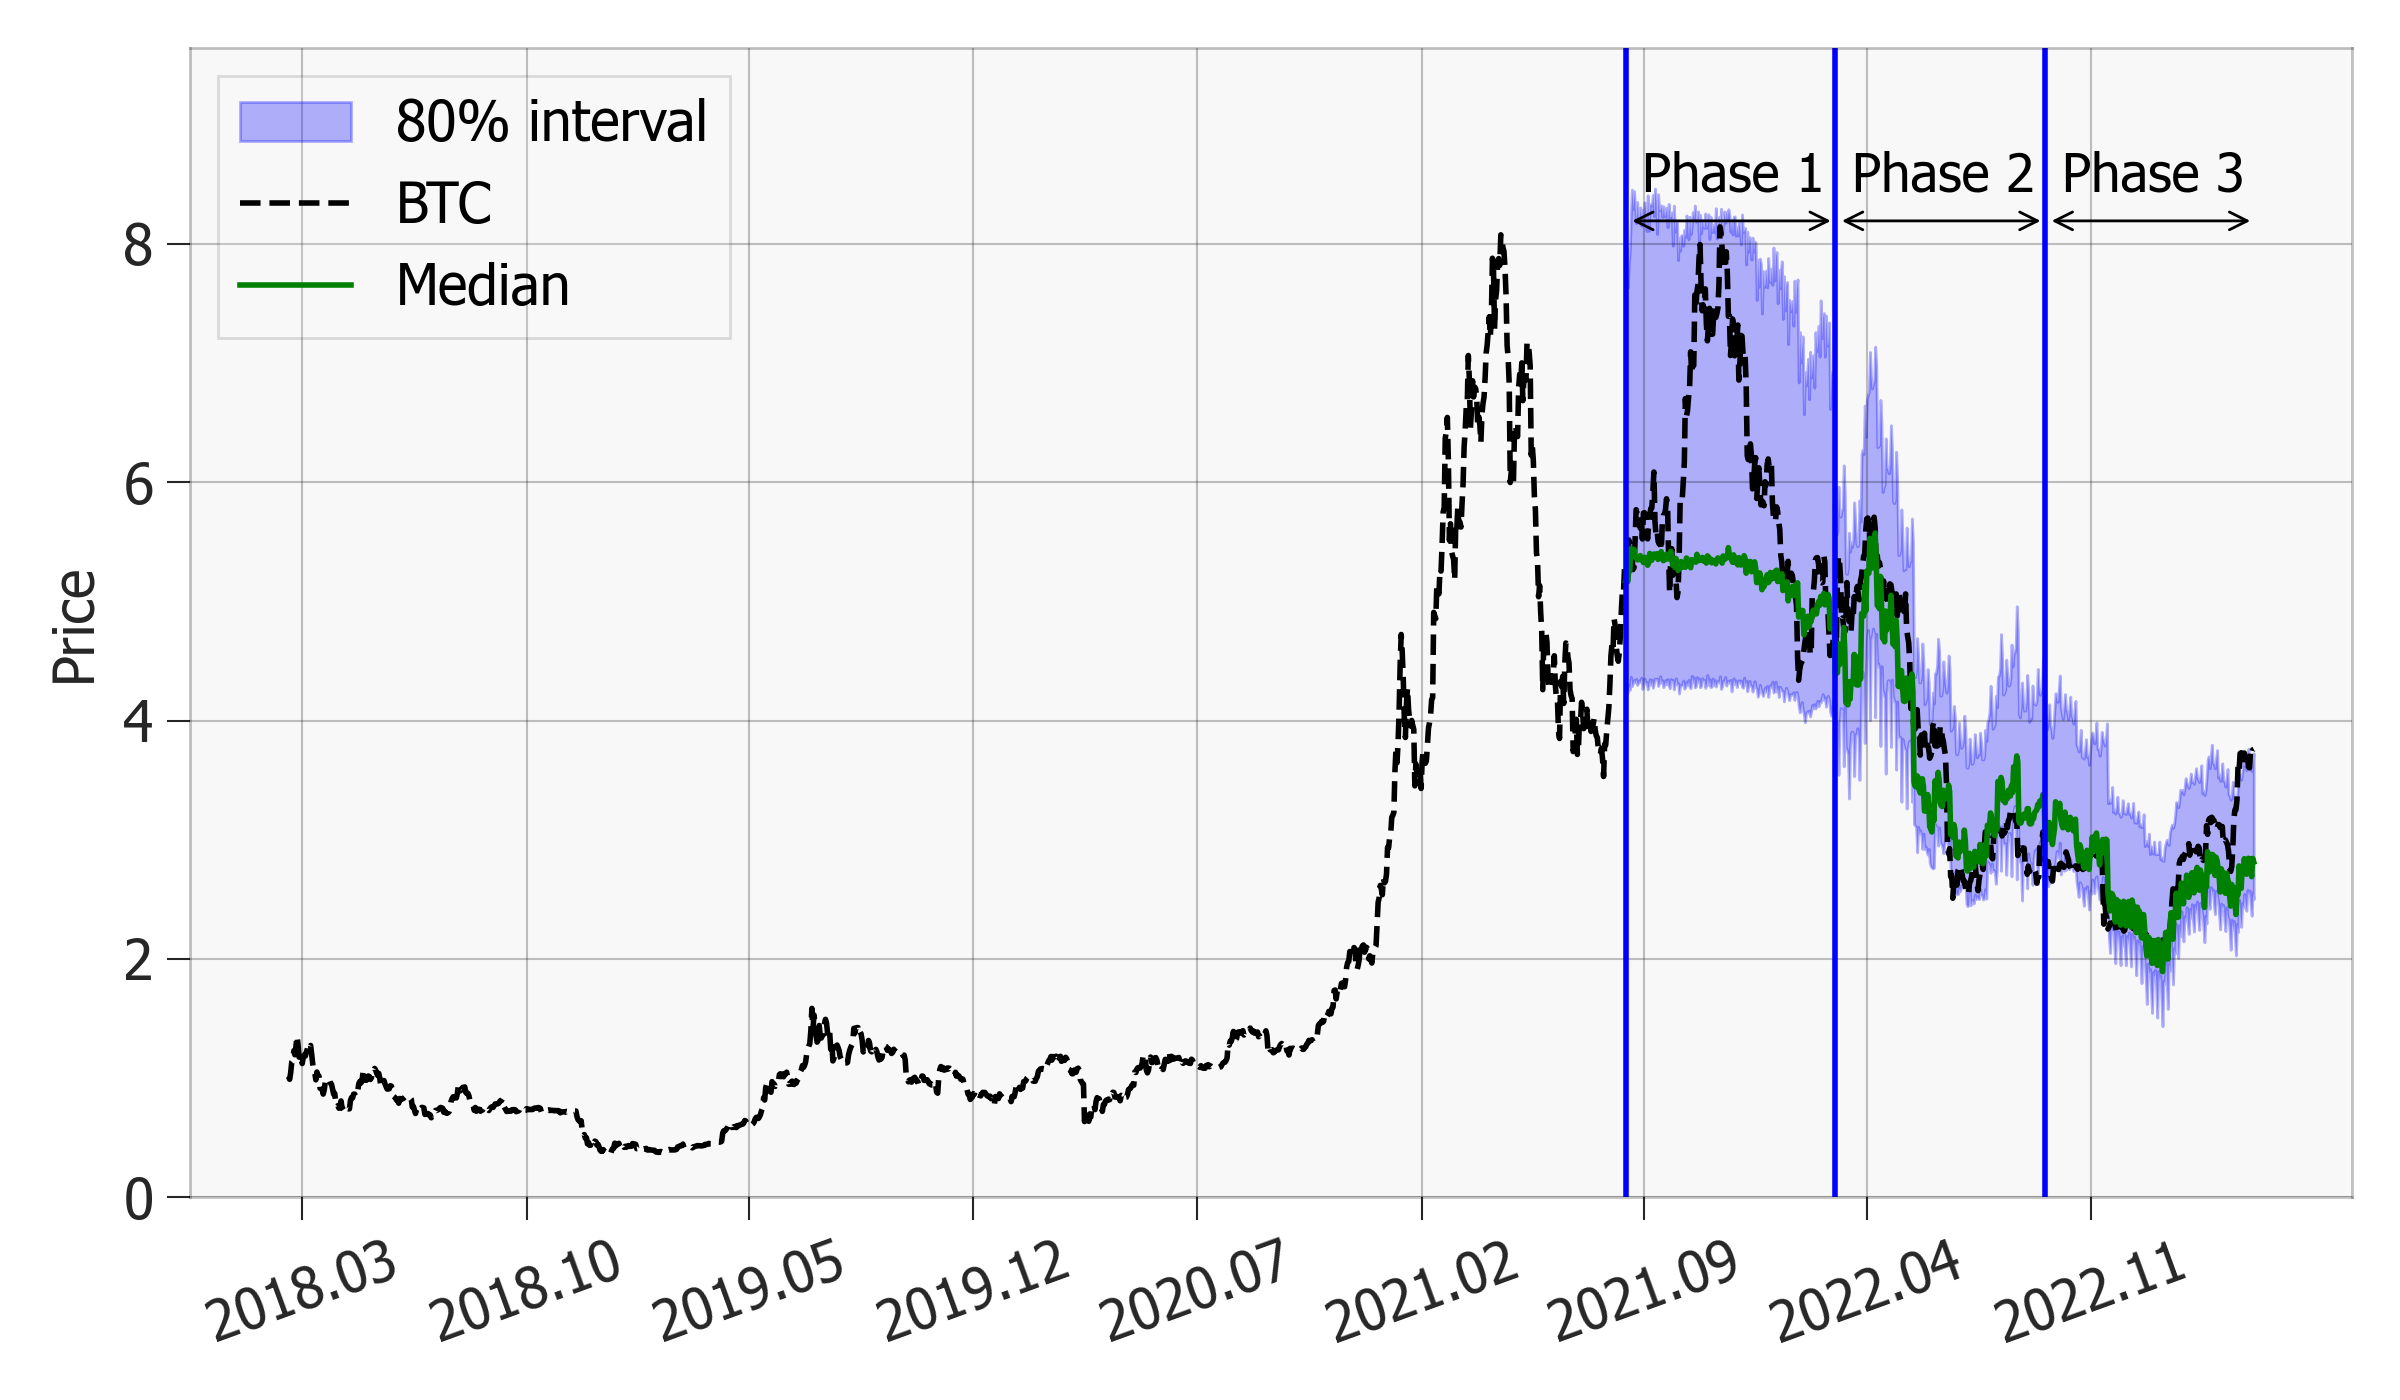 80% interval
BTC
Median
Phase 1
Phase 2
Phase 3
Price
8
6
4
2
0
2018.03
2018.10
2019.05
2019.12
2020.07
2021.02
2021.09
2022.04
2022.11